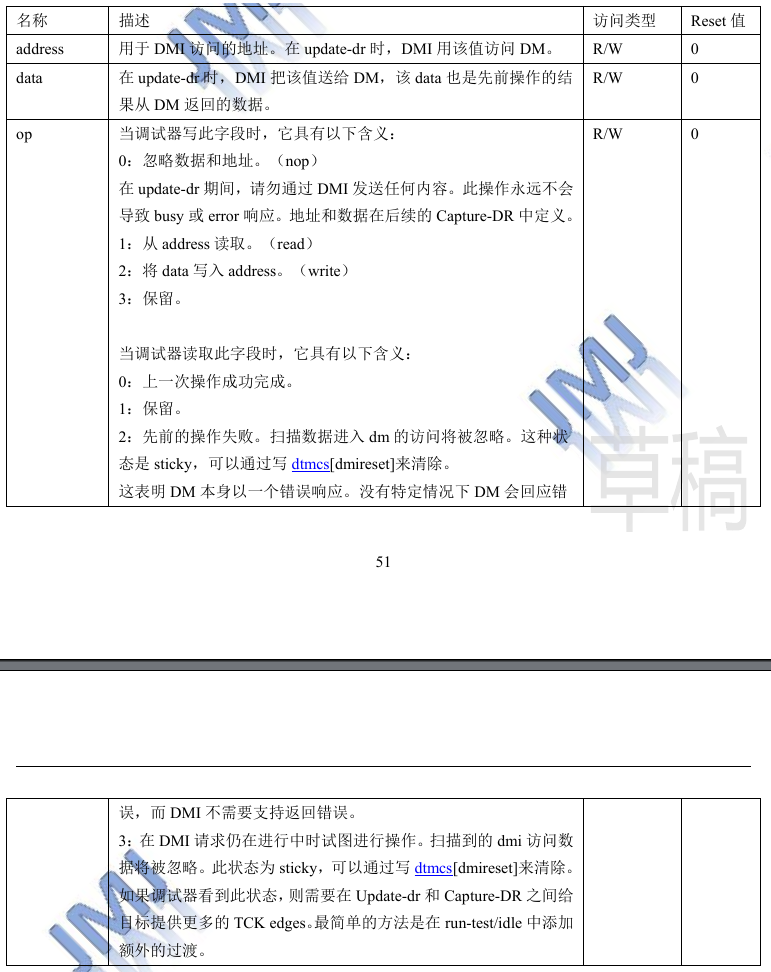 名称 描述 访问类型 Reset 值
address 用于 DMI 访问的地址。在 update-dr 时，DMI 用该值访问 DM。 R/W 0
data 在 update-dr 时，DMI 把该值送给 DM，该 data 也是先前操作的结 R/W 0
果从 DM 返回的数据。
op 当调试器写此字段时，它具有以下含义： R/W 0
0：忽略数据和地址。（nop）
在 update-dr 期间，请勿通过 DMI 发送任何内容。此操作永远不会
导致 busy 或 error 响应。地址和数据在后续的 Capture-DR 中定义。
1：从 address 读取。（read）
2：将 data 写入 address。（write）
3：保留。
当调试器读取此字段时，它具有以下含义：
0：上一次操作成功完成。
1：保留。
2：先前的操作失败。扫描数据进入 dm 的访问将被忽略。这种状
态是 sticky，可以通过写 dtmcs[dmireset]来清除。
这表明 DM 本身以一个错误响应。没有特定情况下 DM 会回应错
草稿
51
误，而 DMI 不需要支持返回错误。
3：在 DMI 请求仍在进行中时试图进行操作。扫描到的 dmi 访问数
据将被忽略。此状态为 sticky，可以通过写 dtmcs[dmireset]来清除。
如果调试器看到此状态，则需要在 Update-dr 和 Capture-DR 之间给
目标提供更多的 TCK edges。最简单的方法是在 run-test/idle 中添加
额外的过渡。